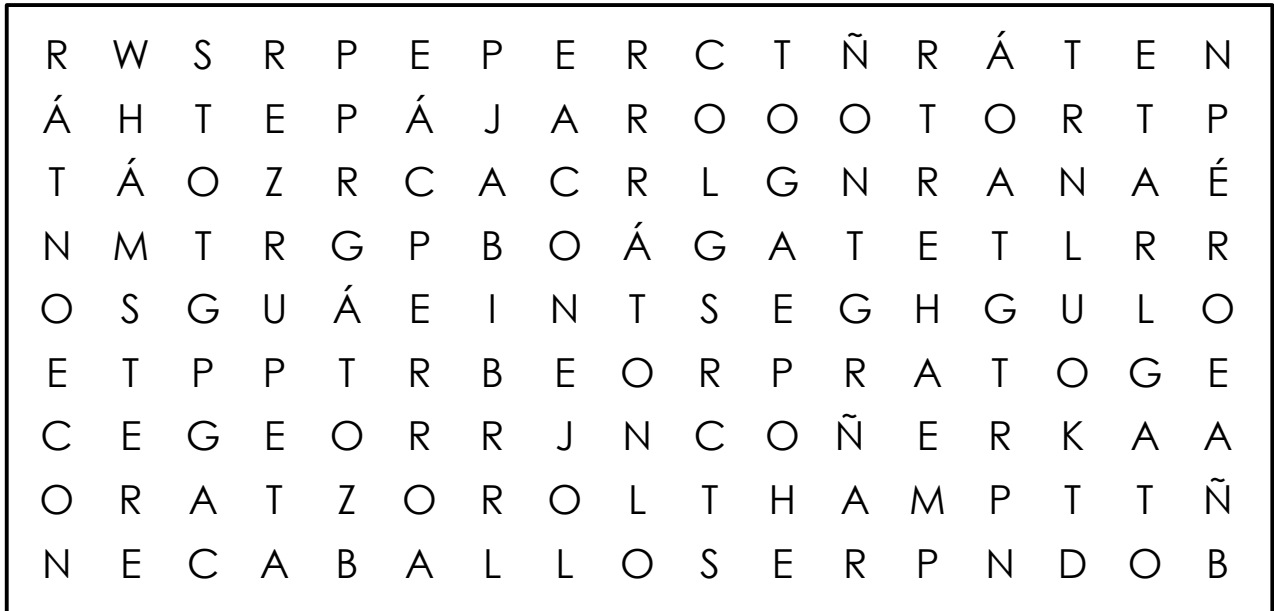 R W S R P E P E R C T Ñ R Á T E N
Á H T E P Á J A R O O O T O R T P
T Á O Z R C A C R L G N R A N A É
N M T R G P B O Á G A T E T L R R
O S G U Á E I N T S E G H G U L O
E T P P T R B E O R P R A T O G E
C E G E O R R J N C O Ñ E R K A A
O R A T Z O R O L T H A M P T T Ñ
N E C A B A L L O S E R P N D O B